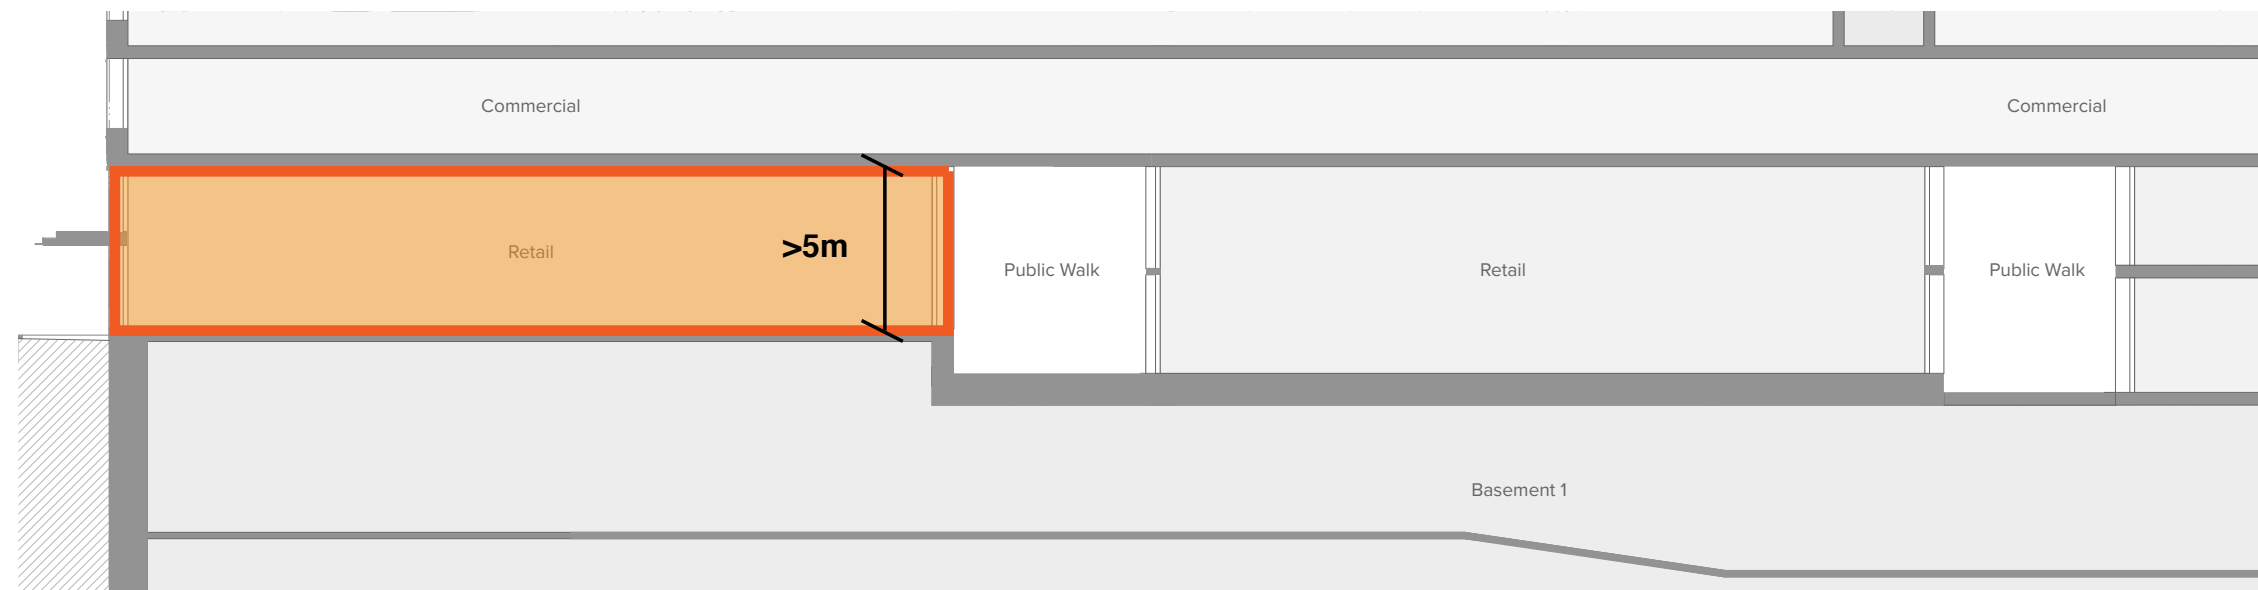 Commercial
Commercial
Retail
>5m
Public Walk
Retail
Public Walk
Basement 1